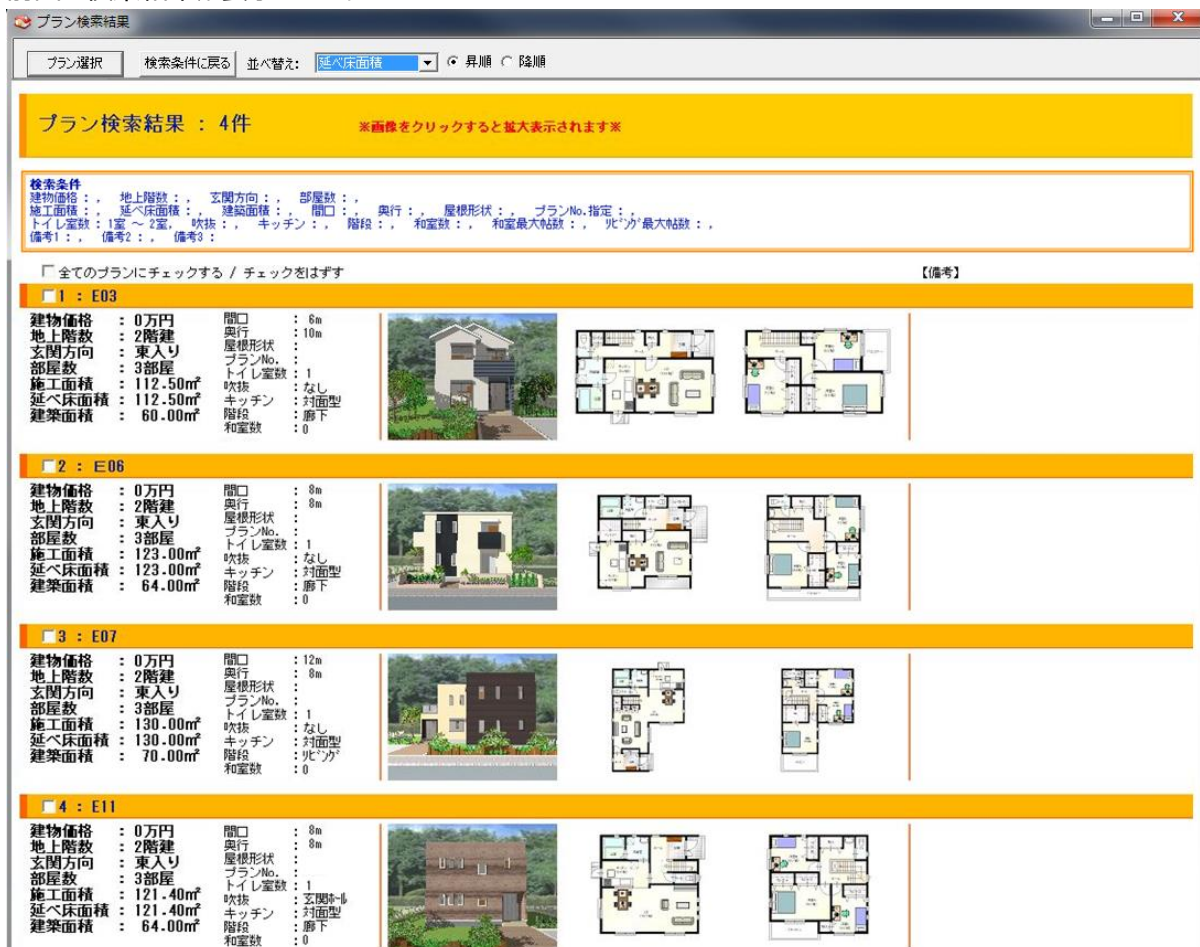 プラン検索結果
プラン選択 検索条件に戻る 並べ替え： 延べ床面積 昇順 降順
プラン検索結果 ： 4件 ※画像をクリックすると拡大表示されます※
検索条件
建物価格：, 地上階数：, 玄関方向：, 部屋数：,
施工面積：, 延べ床面積：, 建築面積：, 間口：, 奥行：, 屋根形状：, プランNo.指定：,
トイレ室数：1室 ～ 2室, 吹抜：, キッチン：, 階段：, 和室数：, 和室最大帖数：, ﾘﾋﾞﾝｸﾞ最大帖数：,
備考1：, 備考2：, 備考3：
全てのプランにチェックする / チェックをはずす 【備考】
1 : E03
建物価格 : 0万円 間口 : 6m
地上階数 : 2階建 奥行 : 10m
玄関方向 : 東入り 屋根形状 :
部屋数 : 3部屋 プランNo. :
施工面積 : 112.50㎡ トイレ室数 : 1
延べ床面積 : 112.50㎡ 吹抜 : なし
建築面積 : 60.00㎡ キッチン : 対面型
階段 : 廊下
和室数 : 0
2 : E06
建物価格 : 0万円 間口 : 8m
地上階数 : 2階建 奥行 : 8m
玄関方向 : 東入り 屋根形状 :
部屋数 : 3部屋 プランNo. :
施工面積 : 123.00㎡ トイレ室数 : 1
延べ床面積 : 123.00㎡ 吹抜 : なし
建築面積 : 64.00㎡ キッチン : 対面型
階段 : 廊下
和室数 : 0
3 : E07
建物価格 : 0万円 間口 : 12m
地上階数 : 2階建 奥行 : 8m
玄関方向 : 東入り 屋根形状 :
部屋数 : 3部屋 プランNo. :
施工面積 : 130.00㎡ トイレ室数 : 1
延べ床面積 : 130.00㎡ 吹抜 : なし
建築面積 : 70.00㎡ キッチン : 対面型
階段 : ﾘﾋﾞﾝｸﾞ
和室数 : 0
4 : E11
建物価格 : 0万円 間口 : 8m
地上階数 : 2階建 奥行 : 8m
玄関方向 : 東入り 屋根形状 :
部屋数 : 3部屋 プランNo. :
施工面積 : 121.40㎡ トイレ室数 : 1
延べ床面積 : 121.40㎡ 吹抜 : 玄関ﾎｰﾙ
建築面積 : 64.00㎡ キッチン : 対面型
階段 : 廊下
和室数 : 0